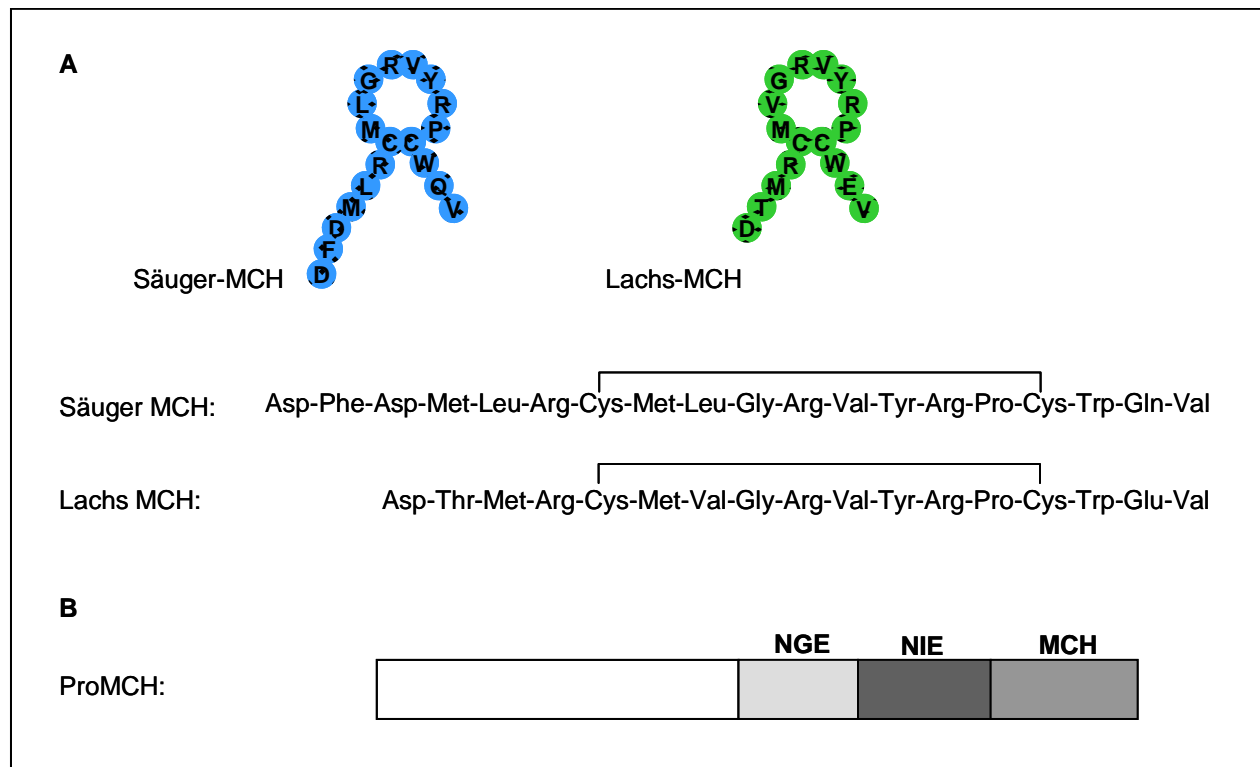 A
D F D M L R C M L G R V Y R P C W Q V
Säuger-MCH
D T M R C M V G R V Y R P C W E V
Lachs-MCH
Säuger MCH: Asp-Phe-Asp-Met-Leu-Arg-Cys-Met-Leu-Gly-Arg-Val-Tyr-Arg-Pro-Cys-Trp-Gln-Val
Lachs MCH: Asp-Thr-Met-Arg-Cys-Met-Val-Gly-Arg-Val-Tyr-Arg-Pro-Cys-Trp-Glu-Val
B
NGE NIE MCH
ProMCH: